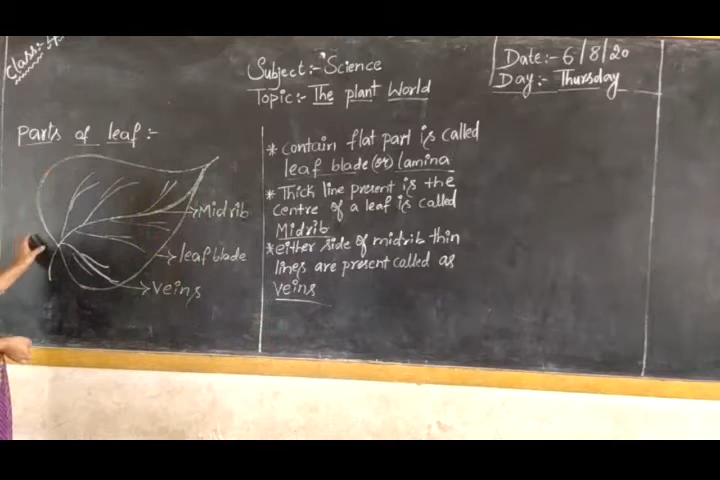 Class:- 4
Subject:- Science
Topic:- The plant World
Date:- 6/8/20
Day:- Thursday
Parts of leaf:-
Midrib
leaf blade
veins
* contain flat part is called
leaf blade (or) lamina
* Thick line present is the
centre of a leaf is called
Midrib
* either side of midrib thin
lines are present called as
veins